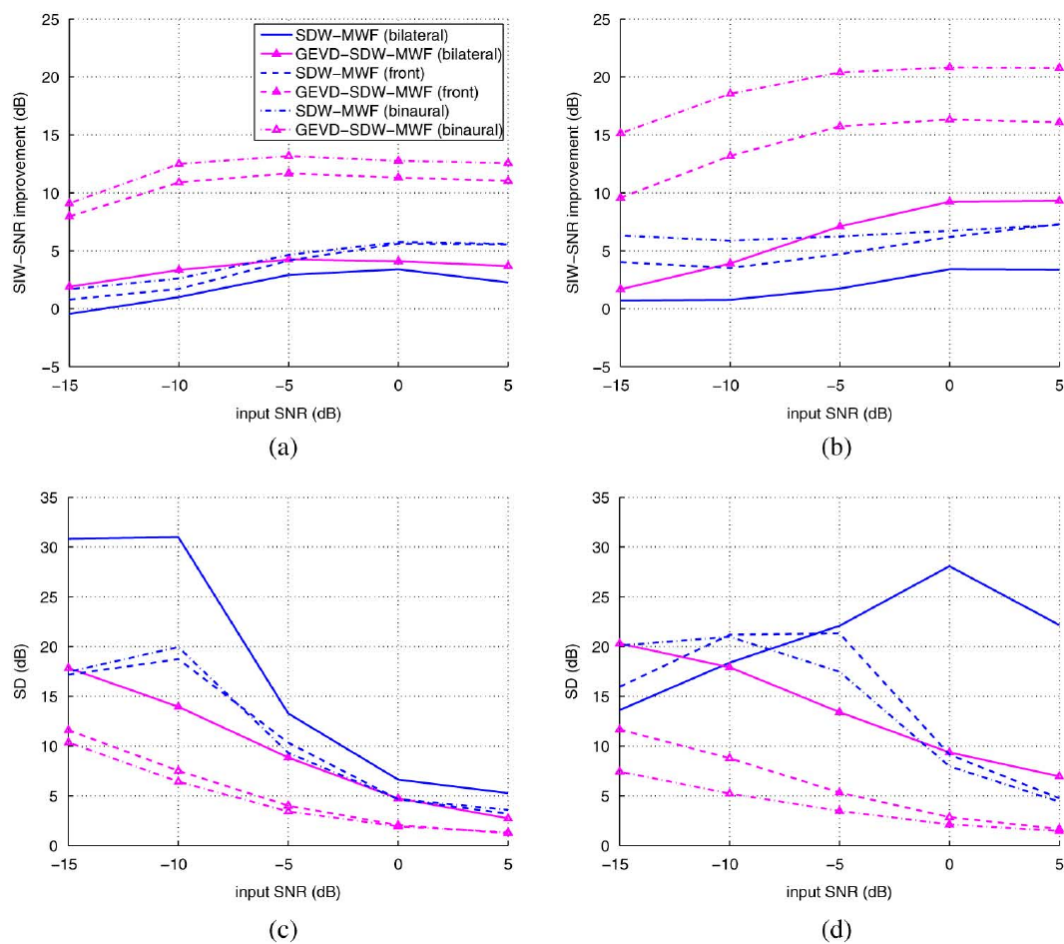 25
20
15
10
5
0
−5
SIW−SNR improvement (dB)
SDW−MWF (bilateral)
GEVD−SDW−MWF (bilateral)
SDW−MWF (front)
GEVD−SDW−MWF (front)
SDW−MWF (binaural)
GEVD−SDW−MWF (binaural)
−15 −10 −5 0 5
input SNR (dB)
(a)
25
20
15
10
5
0
−5
SIW−SNR improvement (dB)
−15 −10 −5 0 5
input SNR (dB)
(b)
35
30
25
20
15
10
5
0
SD (dB)
−15 −10 −5 0 5
input SNR (dB)
(c)
35
30
25
20
15
10
5
0
SD (dB)
−15 −10 −5 0 5
input SNR (dB)
(d)